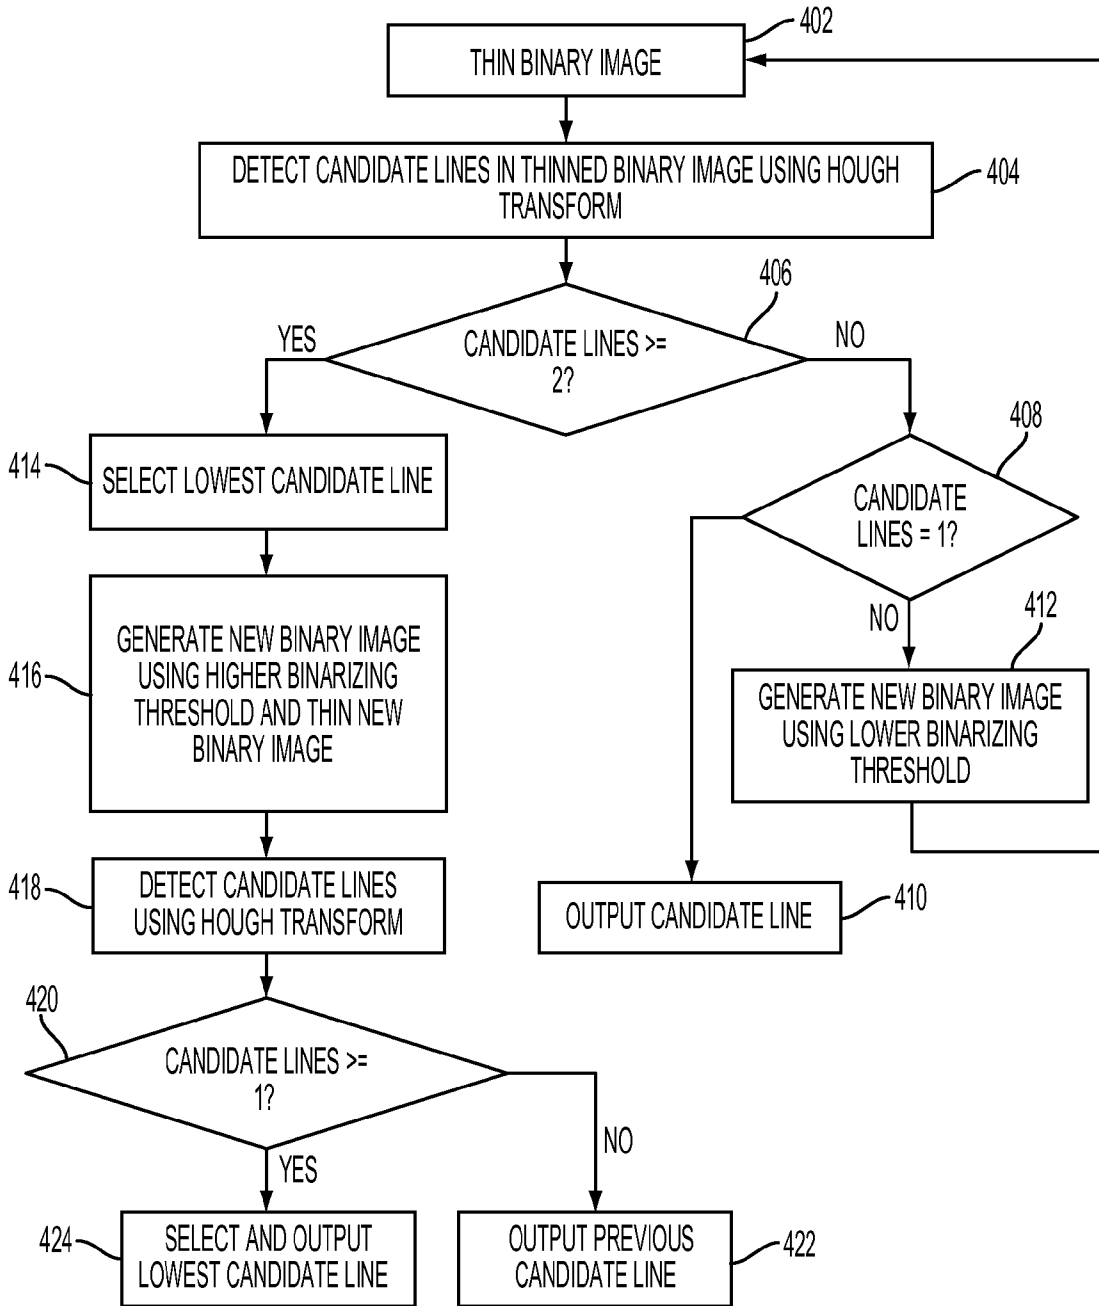 402
THIN BINARY IMAGE
DETECT CANDIDATE LINES IN THINNED BINARY IMAGE USING HOUGH
TRANSFORM
404
406
YES
CANDIDATE LINES >=
2?
NO
408
414
SELECT LOWEST CANDIDATE LINE
CANDIDATE
LINES = 1?
NO
412
416
GENERATE NEW BINARY IMAGE
USING HIGHER BINARIZING
THRESHOLD AND THIN NEW
BINARY IMAGE
GENERATE NEW BINARY IMAGE
USING LOWER BINARIZING
THRESHOLD
418
DETECT CANDIDATE LINES
USING HOUGH TRANSFORM
OUTPUT CANDIDATE LINE
410
420
CANDIDATE LINES >=
1?
YES
NO
424
SELECT AND OUTPUT
LOWEST CANDIDATE LINE
OUTPUT PREVIOUS
CANDIDATE LINE
422